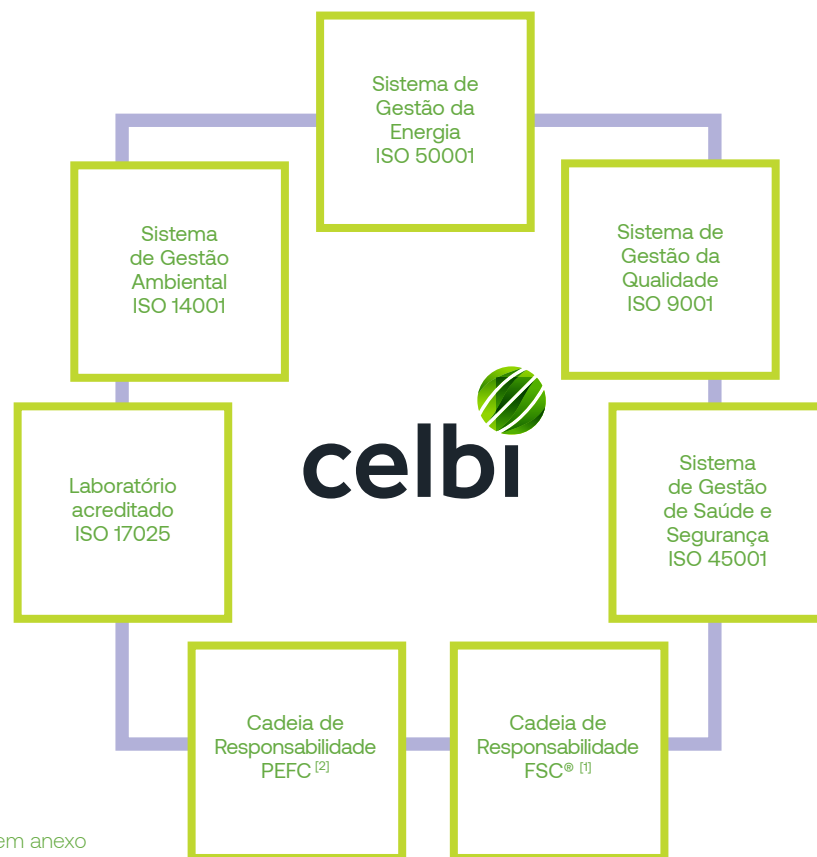 Sistema de
Gestão da
Energia
ISO 50001
Sistema
de Gestão
Ambiental
ISO 14001
Sistema de
Gestão da
Qualidade
ISO 9001
celbi
Laboratório
acreditado
ISO 17025
Sistema
de Gestão
de Saúde e
Segurança
ISO 45001
Cadeia de
Responsabilidade
PEFC [2]
Cadeia de
Responsabilidade
FSC® [1]
em anexo